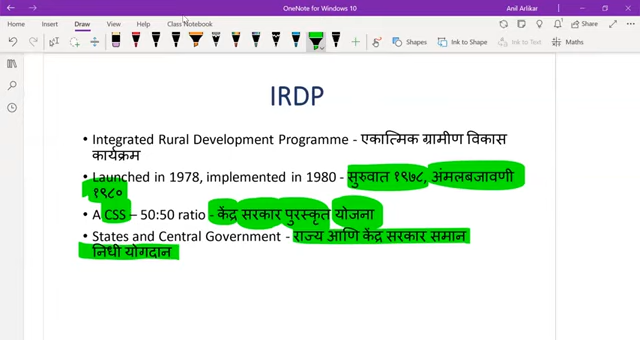 OneNote for Windows 10
Anil Arlikar
Home Insert Draw View Help Class Notebook
Shapes Ink to Shape Ink to Text Maths Share
IRDP
• Integrated Rural Development Programme - एकात्मिक ग्रामीण विकास
कार्यक्रम
• Launched in 1978, implemented in 1980 - सुरुवात १९७८, अंमलबजावणी
१९८०
• A CSS – 50:50 ratio - केंद्र सरकार पुरस्कृत योजना
• States and Central Government - राज्य आणि केंद्र सरकार समान
निधी योगदान